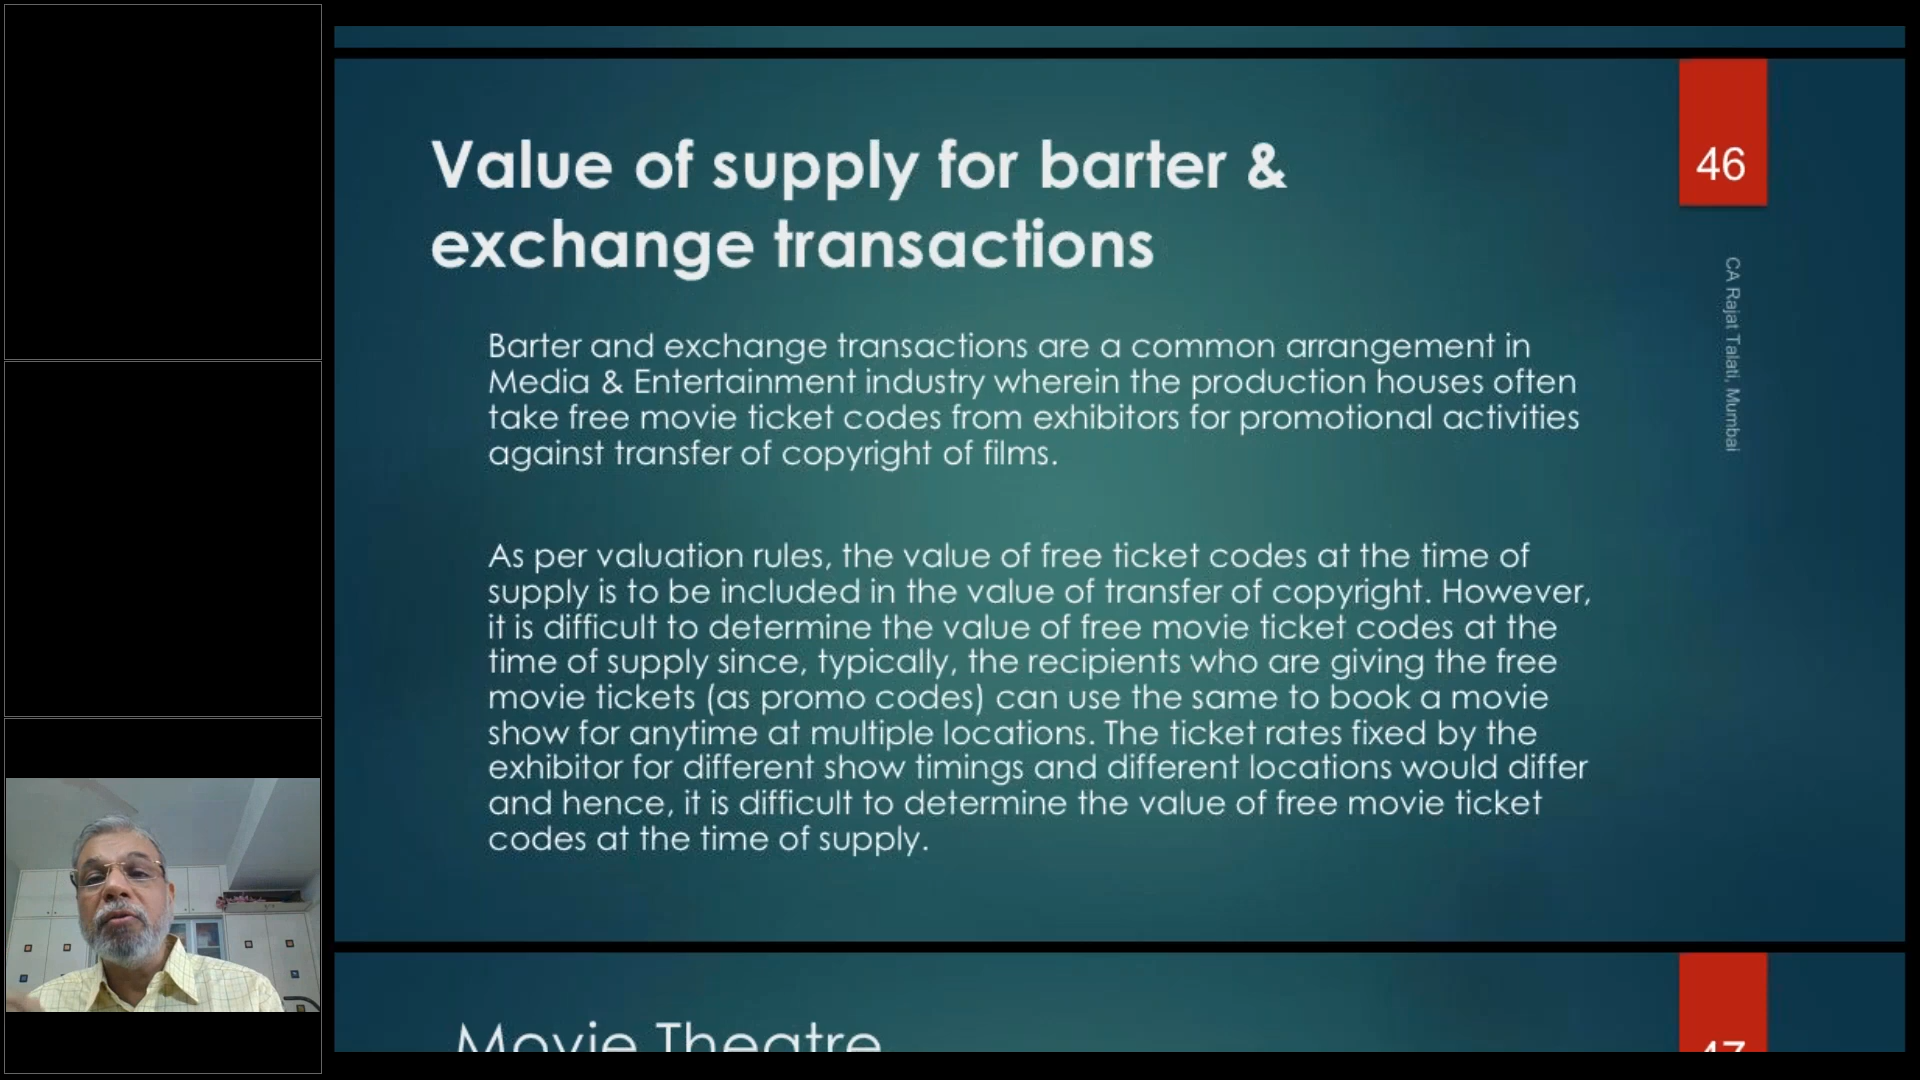 Value of supply for barter &
exchange transactions
46
CA Rajat Talati, Mumbai
Barter and exchange transactions are a common arrangement in
Media & Entertainment industry wherein the production houses often
take free movie ticket codes from exhibitors for promotional activities
against transfer of copyright of films.
As per valuation rules, the value of free ticket codes at the time of
supply is to be included in the value of transfer of copyright. However,
it is difficult to determine the value of free movie ticket codes at the
time of supply since, typically, the recipients who are giving the free
movie tickets (as promo codes) can use the same to book a movie
show for anytime at multiple locations. The ticket rates fixed by the
exhibitor for different show timings and different locations would differ
and hence, it is difficult to determine the value of free movie ticket
codes at the time of supply.
Movie Theatre
47